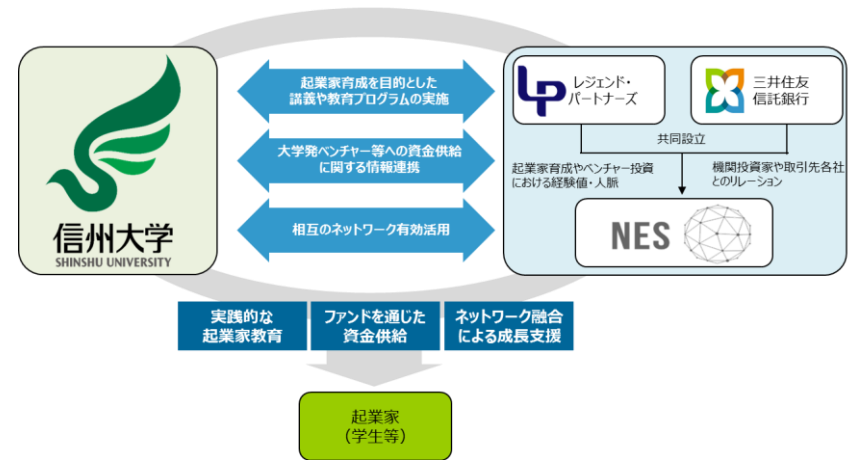 信州大学
SHINSHU UNIVERSITY
起業家育成を目的とした
講義や教育プログラムの実施
大学発ベンチャー等への資金供給
に関する情報連携
相互のネットワーク有効活用
LP
レジェンド・
パートナーズ
三井住友
信託銀行
共同設立
起業家育成やベンチャー投資
における経験値・人脈
機関投資家や取引先各社
とのリレーション
NES
実践的な
起業家教育
ファンドを通じた
資金供給
ネットワーク融合
による成長支援
起業家
（学生等）